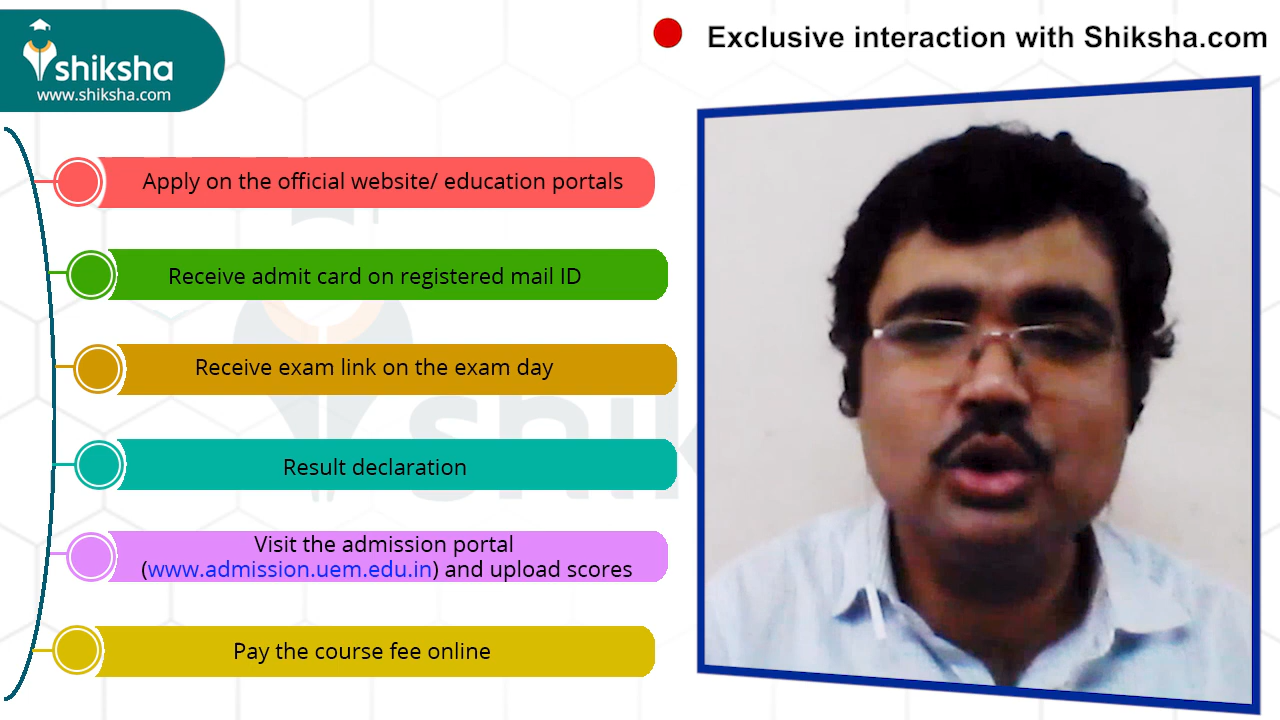 shiksha
www.shiksha.com
Exclusive interaction with Shiksha.com
Apply on the official website/ education portals
Receive admit card on registered mail ID
Receive exam link on the exam day
Result declaration
Visit the admission portal
(www.admission.uem.edu.in) and upload scores
Pay the course fee online
shik